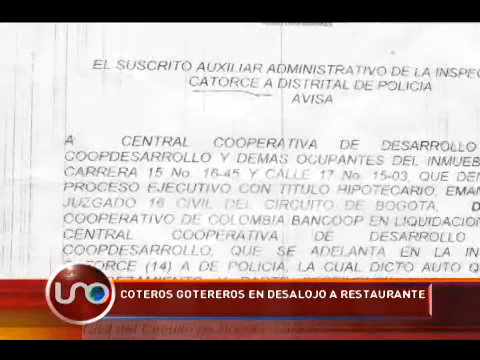 EL SUSCRITO AUXILIAR ADMINISTRATIVO DE LA INSPEC
CATORCE A DISTRITAL DE POLICIA
AVISA
A CENTRAL COOPERATIVA DE DESARROLLO
COOPDESARROLLO Y DEMAS OCUPANTES DEL INMUEB
CARRERA 15 No. 16-45 Y CALLE 17 No. 15-03, QUE DEN
PROCESO EJECUTIVO CON TITULO HIPOTECARIO, EMAN
JUZGADO 16 CIVIL DEL CIRCUITO DE BOGOTA, D
COOPERATIVO DE COLOMBIA BANCOOP EN LIQUIDACION
CENTRAL COOPERATIVA DE DESARROLLO
COOPDESARROLLO, QUE SE ADELANTA EN LA IN
CATORCE (14) A DE POLICIA, LA CUAL DICTO AUTO Q
UNO
COTEROS GOTEREROS EN DESALOJO A RESTAURANTE